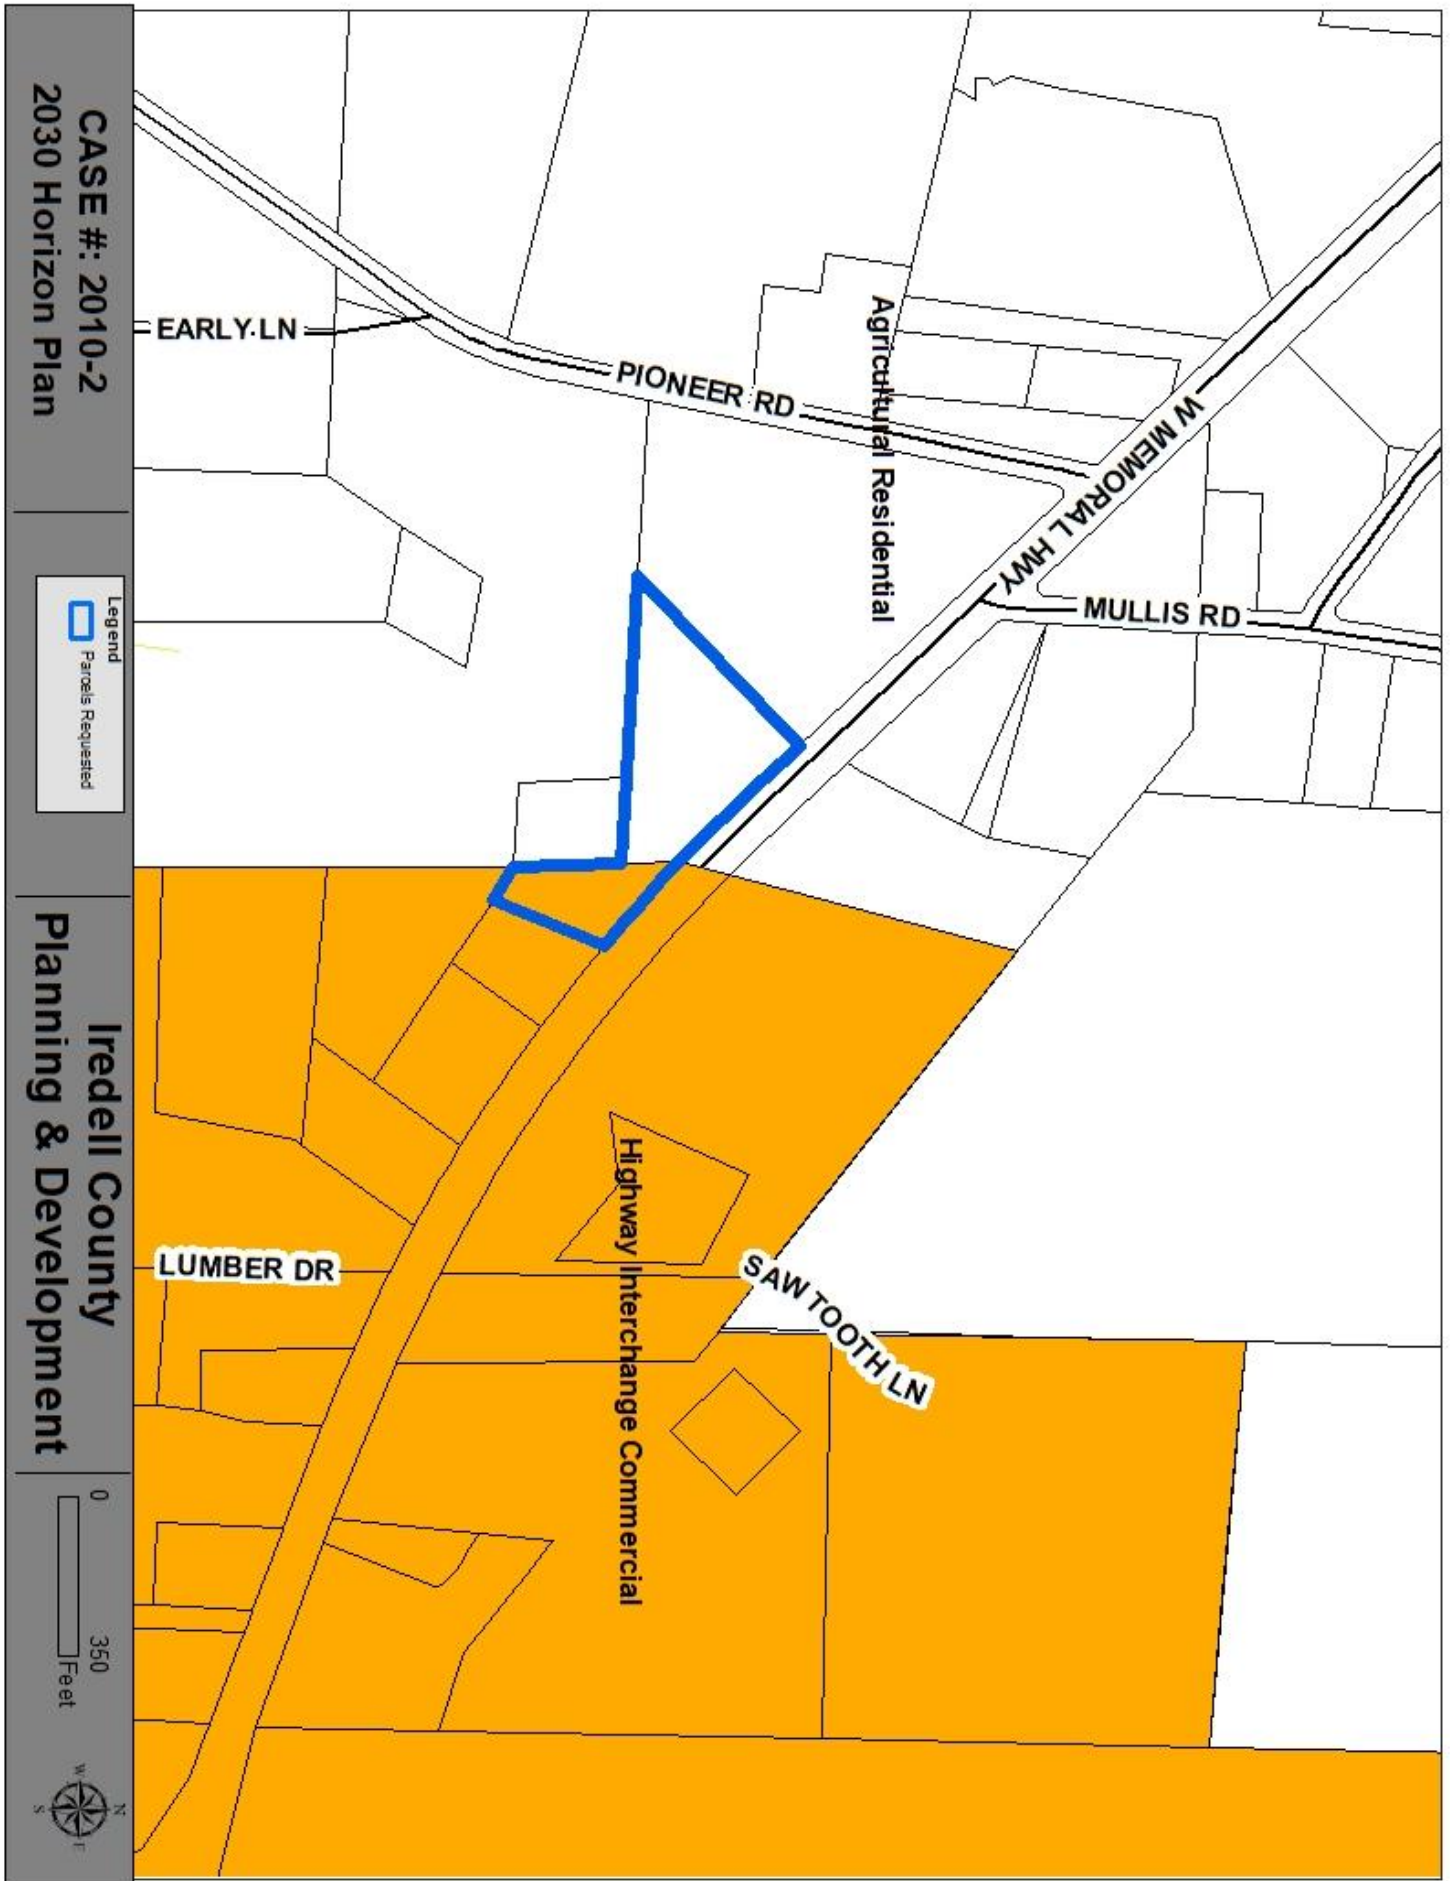 W MEMORIAL HWY
MULLIS RD
PIONEER RD
EARLY LN
Agricultural Residential
SAW TOOTH LN
Highway Interchange Commercial
LUMBER DR
CASE #: 2010-2
2030 Horizon Plan
Legend
Parcels Requested
Iredell County
Planning & Development
0 350
Feet
N
W E
S